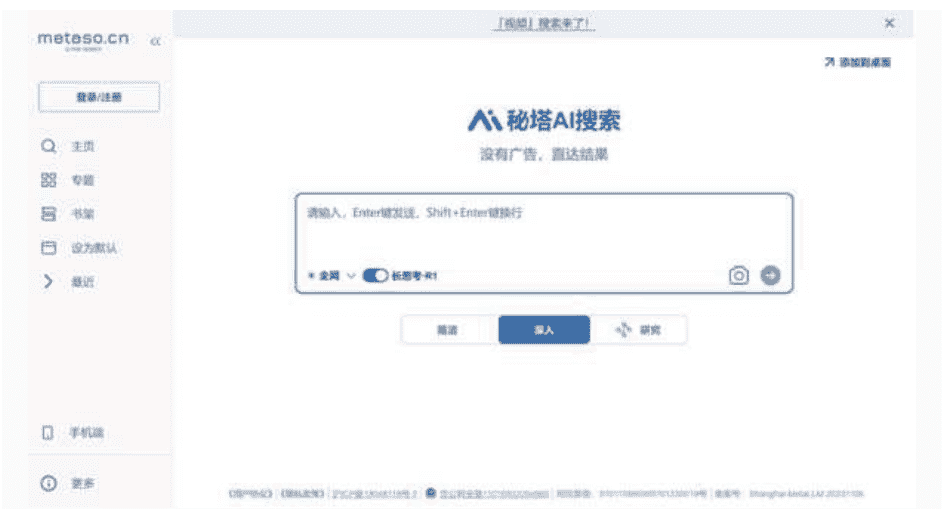 「视频」搜索来了！
meteso.cn
添加到桌面
登录/注册
秘塔AI搜索
没有广告，直达结果
主页
专题
书架
设为默认
最近
请输入，Enter键发送，Shift+Enter键换行
全网 长思考·R1
简洁 深入 研究
手机端
更多